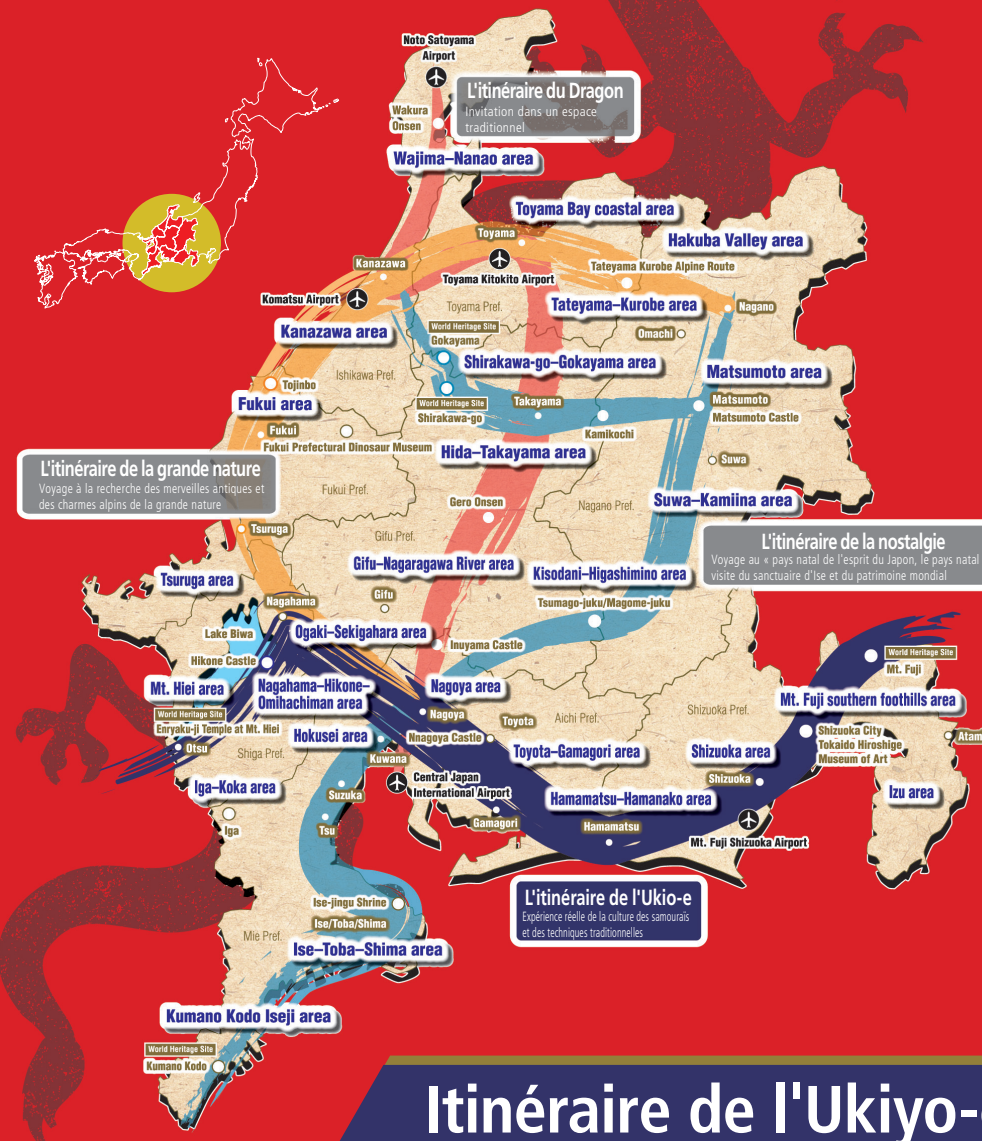 Noto Satoyama
Airport
L'itinéraire du Dragon
Invitation dans un espace
traditionnel
Wakura
Onsen
Wajima–Nanao area
Toyama Bay coastal area
Toyama
Hakuba Valley area
Kanazawa
Tateyama Kurobe Alpine Route
Toyama Kitokito Airport
Komatsu Airport
Toyama Pref.
Tateyama–Kurobe area
Nagano
Kanazawa area
World Heritage Site
Gokayama
Omachi
Shirakawa-go–Gokayama area
Ishikawa Pref.
Matsumoto area
Tojinbo
Fukui area
World Heritage Site
Shirakawa-go
Takayama
Matsumoto
Matsumoto Castle
Kamikochi
Fukui
Fukui Prefectural Dinosaur Museum
Hida–Takayama area
Suwa
L'itinéraire de la grande nature
Voyage à la recherche des merveilles antiques et
des charmes alpins de la grande nature
Fukui Pref.
Gero Onsen
Nagano Pref.
Suwa–Kamiina area
Tsuruga
Gifu Pref.
L'itinéraire de la nostalgie
Voyage au « pays natal de l'esprit du Japon, le pays natal
visite du sanctuaire d'Ise et du patrimoine mondial
Gifu–Nagaragawa River area
Kisodani–Higashimino area
Tsuruga area
Nagahama
Gifu
Tsumago-juku/Magome-juku
Lake Biwa
Ogaki–Sekigahara area
Inuyama Castle
Hikone Castle
World Heritage Site
Mt. Fuji
Mt. Hiei area
Nagahama–Hikone–
Omihachiman area
Nagoya area
Mt. Fuji southern foothills area
World Heritage Site
Enryaku-ji Temple at Mt. Hiei
Nagoya
Toyota
Aichi Pref.
Shizuoka Pref.
Otsu
Shiga Pref.
Hokusei area
Nnagoya Castle
Shizuoka City
Tokaido Hiroshige
Museum of Art
Atam
Kuwana
Toyota–Gamagori area
Shizuoka area
Iga–Koka area
Suzuka
Central Japan
International Airport
Shizuoka
Izu area
Hamamatsu–Hamanako area
Iga
Tsu
Gamagori
Hamamatsu
Mt. Fuji Shizuoka Airport
L'itinéraire de l'Ukio-e
Expérience réelle de la culture des samouraïs
et des techniques traditionnelles
Ise-jingu Shrine
Ise/Toba/Shima
Mie Pref.
Ise–Toba–Shima area
Kumano Kodo Iseji area
World Heritage Site
Kumano Kodo
Itinéraire de l'Ukiyo-